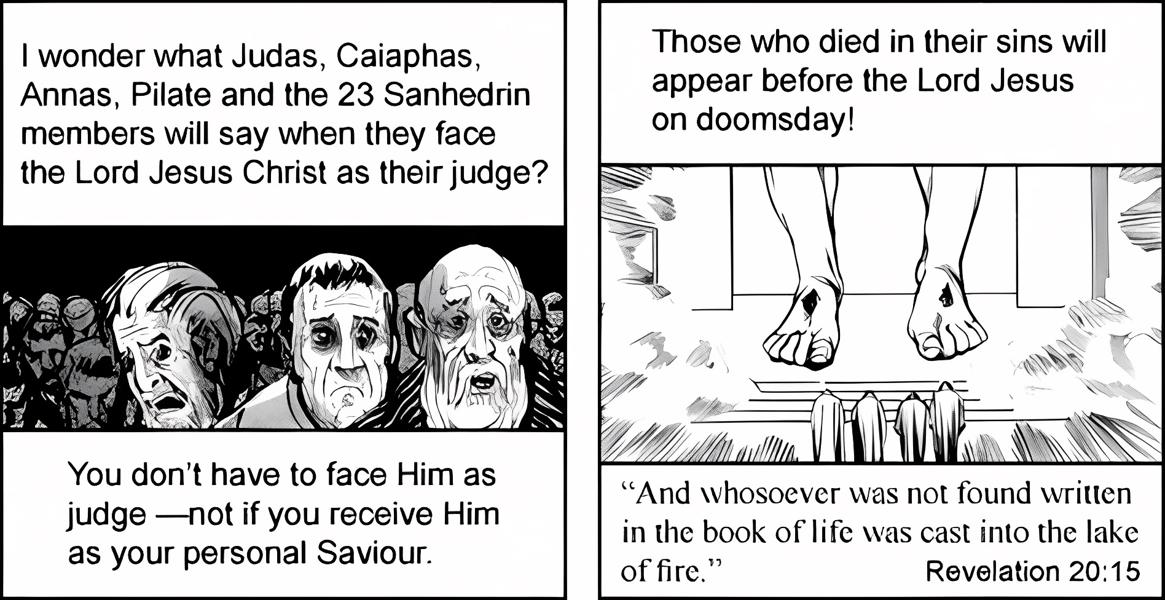 I wonder what Judas, Caiaphas,
Annas, Pilate and the 23 Sanhedrin
members will say when they face
the Lord Jesus Christ as their judge?
You don't have to face Him as
judge —not if you receive Him
as your personal Saviour.
Those who died in their sins will
appear before the Lord Jesus
on doomsday!
“And whosoever was not found written
in the book of life was cast into the lake
of fire.” Revelation 20:15